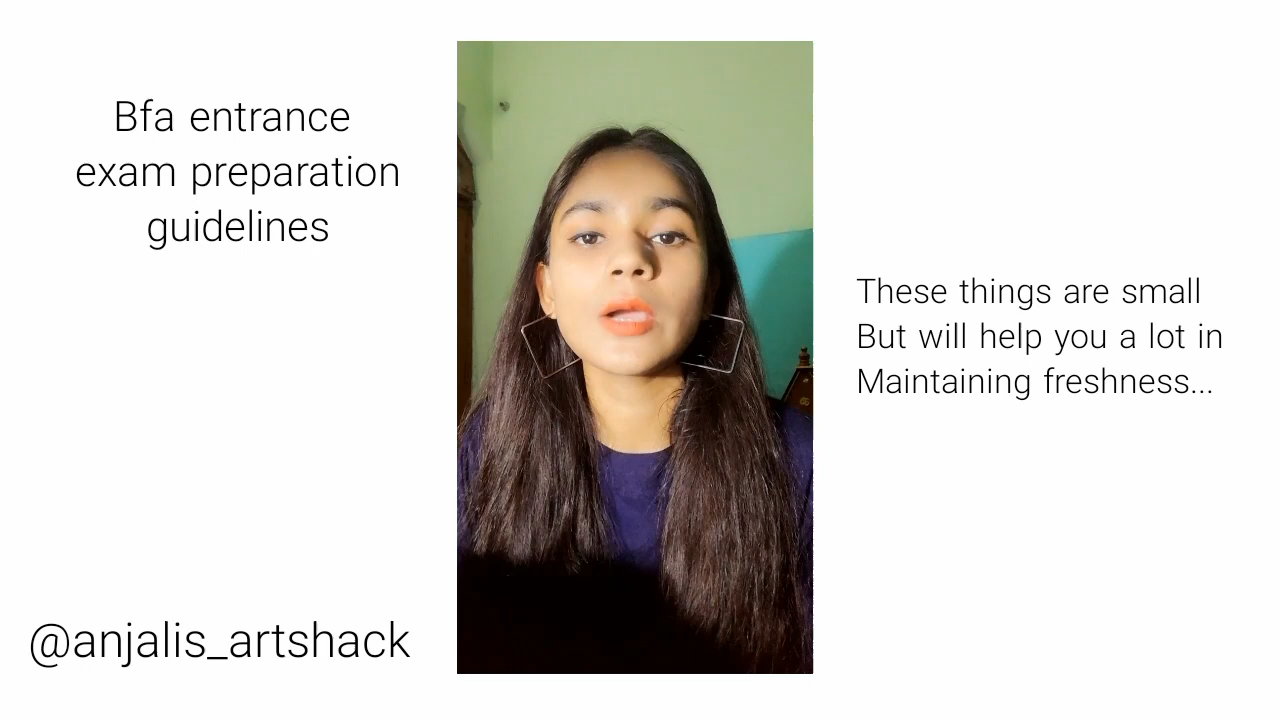 Bfa entrance
exam preparation
guidelines
These things are small
But will help you a lot in
Maintaining freshness...
@anjalis_artshack